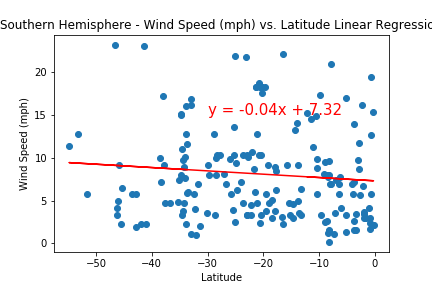 Southern Hemisphere - Wind Speed (mph) vs. Latitude Linear Regressio
20
15
10
5
0
Wind Speed (mph)
y = -0.04x + 7.32
−50
−40
−30
−20
−10
0
Latitude